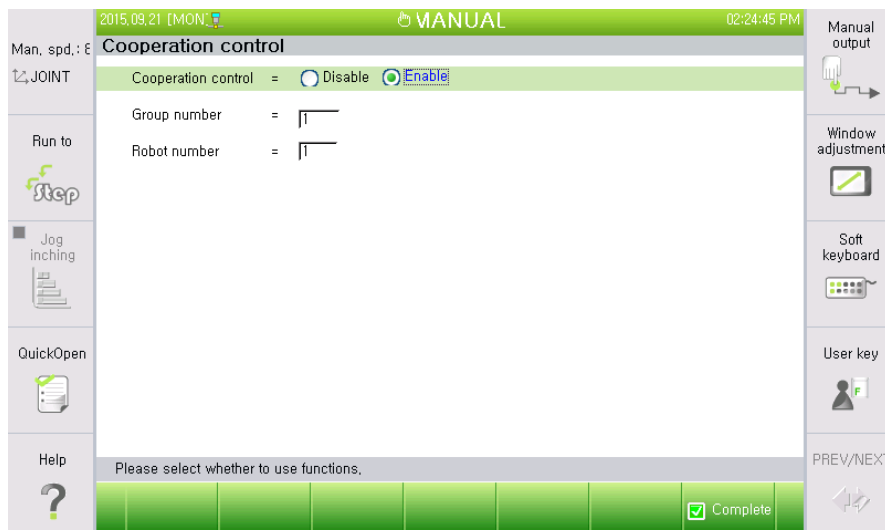 2015.09.21 [MON] MANUAL 02:24:45 PM
Man. spd.: 8
JOINT
Run to
Step
Jog
inching
QuickOpen
Help
Cooperation control
Cooperation control = Disable Enable
Group number = 1
Robot number = 1
Please select whether to use functions.
Complete
Manual
output
Window
adjustment
Soft
keyboard
User key
F
PREV/NEXT